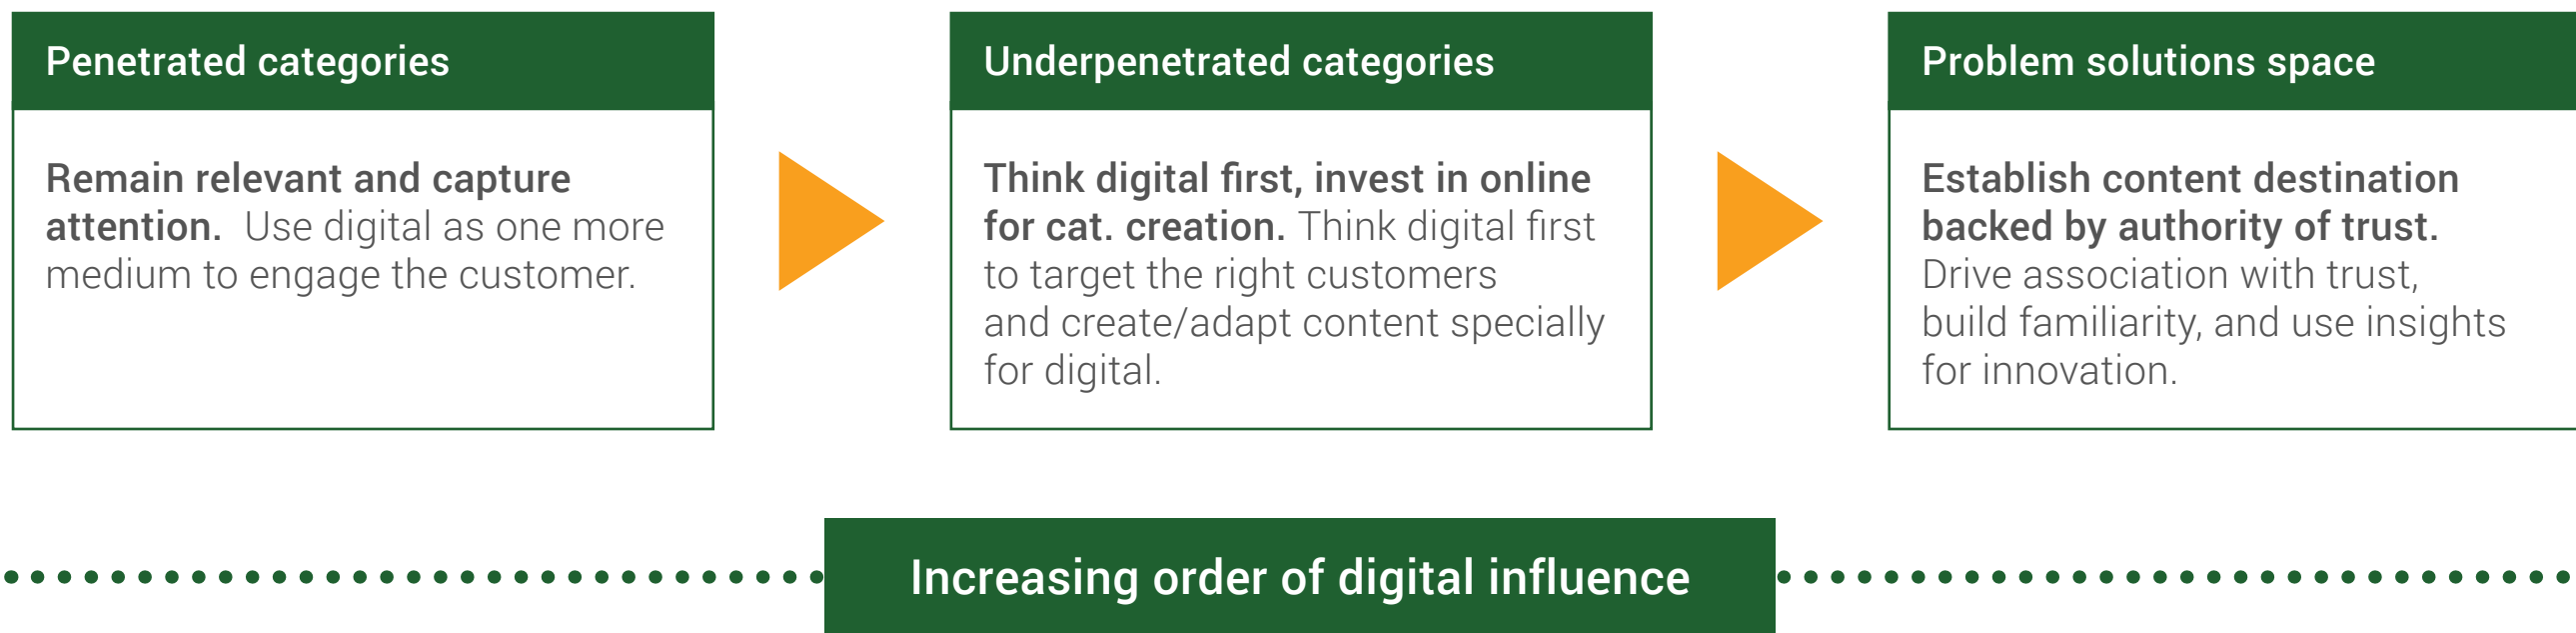 Penetrated categories
Remain relevant and capture
attention.  Use digital as one more
medium to engage the customer.
Underpenetrated categories
Think digital first, invest in online
for cat. creation. Think digital first
to target the right customers
and create/adapt content specially
for digital.
Problem solutions space
Establish content destination
backed by authority of trust.
Drive association with trust,
build familiarity, and use insights
for innovation.
Increasing order of digital influence